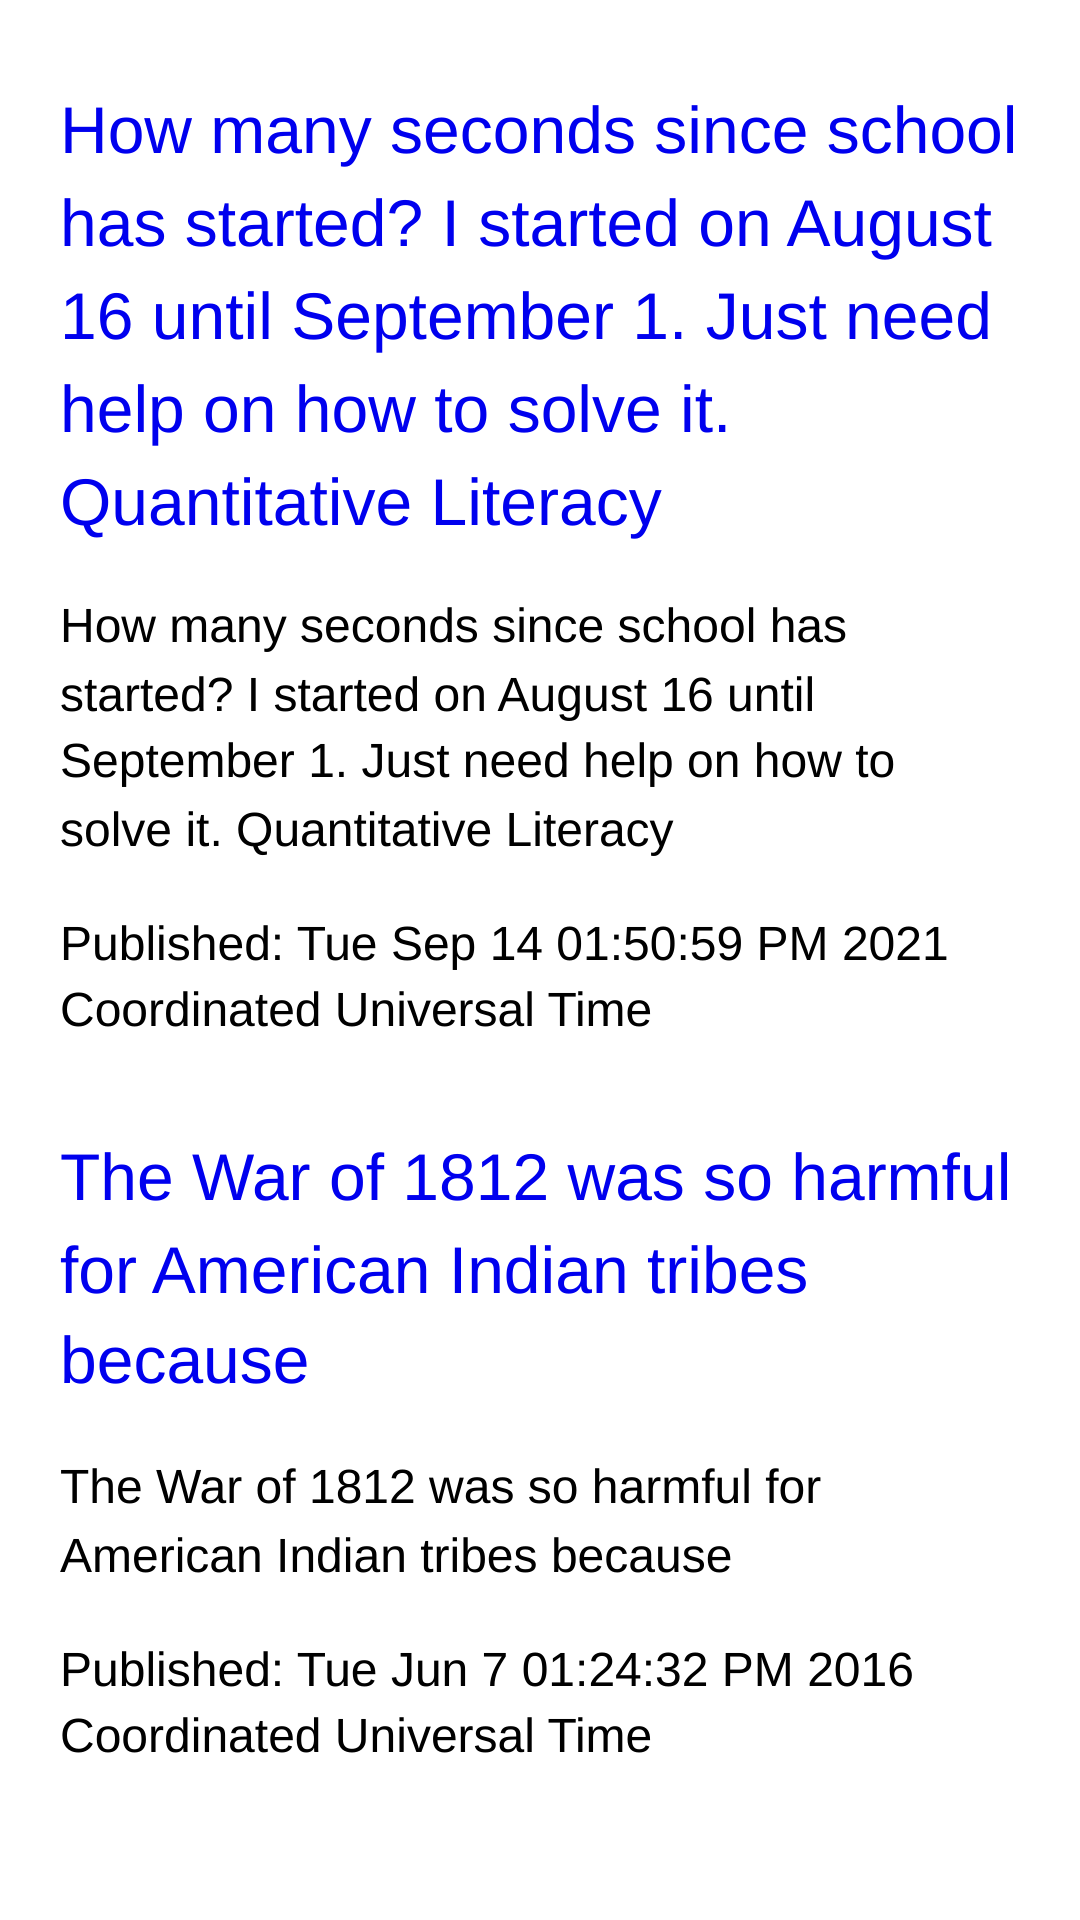 How many seconds since school
has started? I started on August
16 until September 1. Just need
help on how to solve it.
Quantitative Literacy
How many seconds since school has
started? I started on August 16 until
September 1. Just need help on how to
solve it. Quantitative Literacy
Published: Tue Sep 14 01:50:59 PM 2021
Coordinated Universal Time
The War of 1812 was so harmful
for American Indian tribes
because
The War of 1812 was so harmful for
American Indian tribes because
Published: Tue Jun 7 01:24:32 PM 2016
Coordinated Universal Time